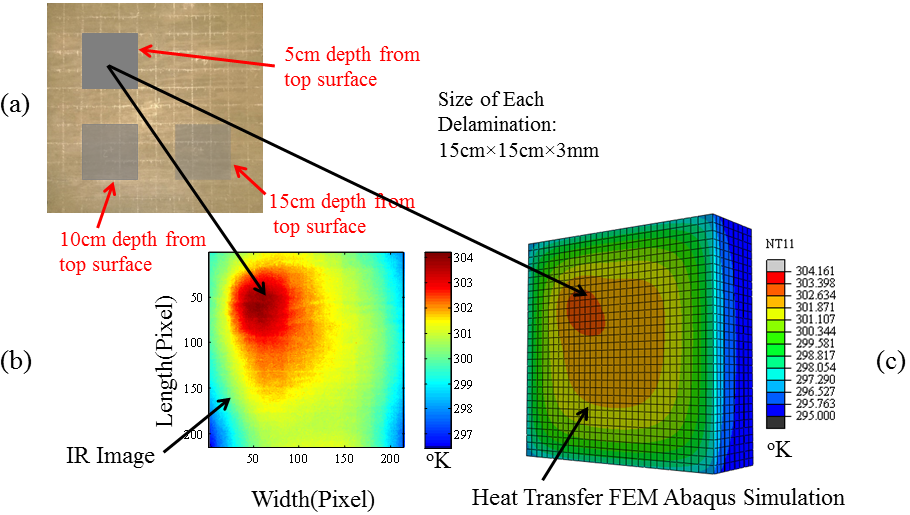 (a)
5cm depth from
top surface
Size of Each
Delamination:
15cm×15cm×3mm
15cm depth from
top surface
10cm depth from
top surface
(b)
Length(Pixel)
50
100
150
200
50
100
150
200
Width(Pixel)
304
303
302
301
300
299
298
297
ºK
IR Image
(c)
NT11
304.161
303.398
302.634
301.871
301.107
300.344
299.581
298.817
298.054
297.290
296.527
295.763
295.000
ºK
Heat Transfer FEM Abaqus Simulation